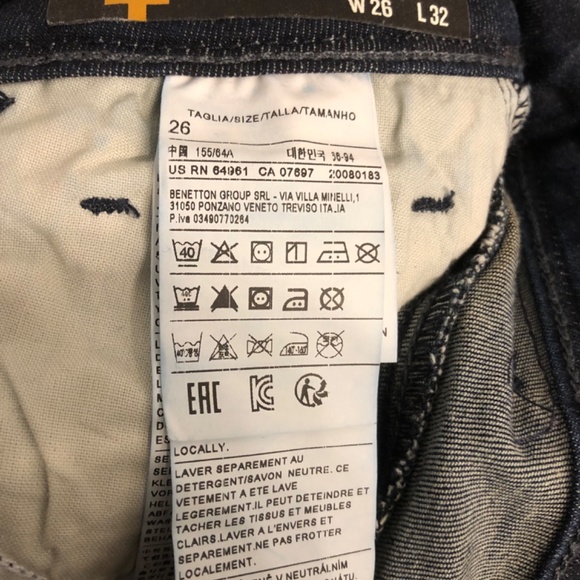 W 26 L 32
TAGLIA/SIZE/TALLA/TAMANHO
26
中国 155/64A 대한민국 56-94
US RN 64961 CA 07697 20080183
BENETTON GROUP SRL - VIA VILLA MINELLI,1
31050 PONZANO VENETO TREVISO ITALIA
P.iva 03490770264
40
EAC
LOCALLY.
LAVER SEPAREMENT AU
DETERGENT/SAVON NEUTRE. CE
VETEMENT A ETE LAVE
LEGEREMENT.IL PEUT DETEINDRE ET
TACHER LES TISSUS ET MEUBLES
CLAIRS.LAVER A L'ENVERS ET
SEPAREMENT.NE PAS FROTTER
LOCALEMENT.